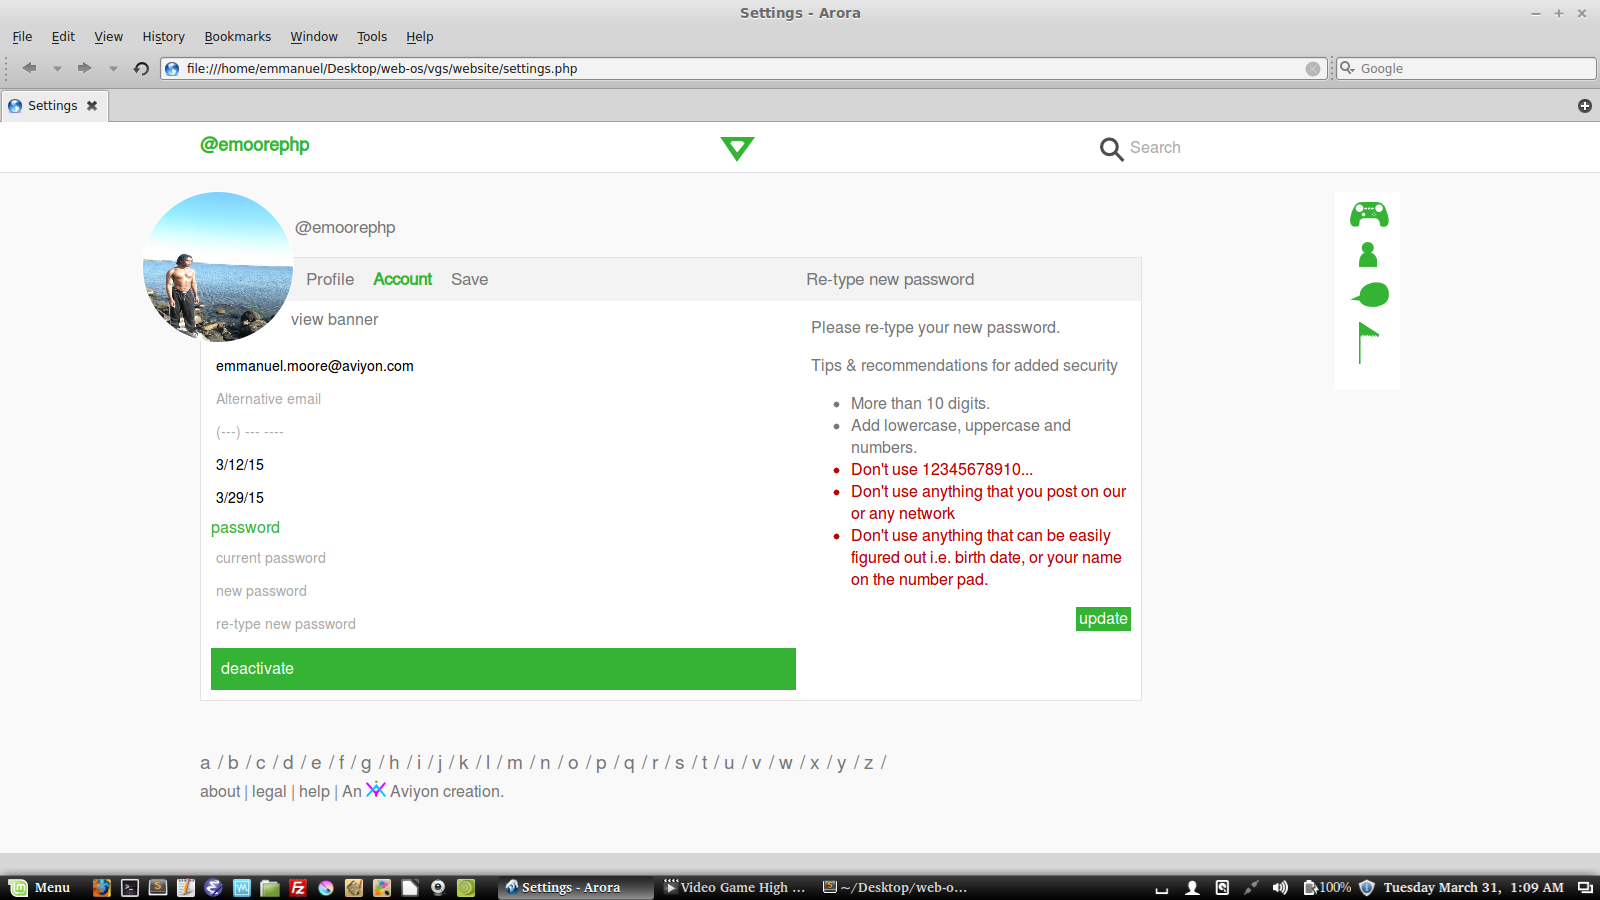 Settings - Arora
File Edit View History Bookmarks Window Tools Help
file:///home/emmanuel/Desktop/web-os/vgs/website/settings.php
Google
Settings
@emoorephp
Search
@emoorephp
Profile Account Save
Re-type new password
view banner
Please re-type your new password.
emmanuel.moore@aviyon.com
Tips & recommendations for added security
Alternative email
(---) --- ----
3/12/15
3/29/15
password
current password
new password
re-type new password
deactivate
• More than 10 digits.
• Add lowercase, uppercase and
numbers.
• Don't use 12345678910...
• Don't use anything that you post on our
or any network
• Don't use anything that can be easily
figured out i.e. birth date, or your name
on the number pad.
update
a / b / c / d / e / f / g / h / i / j / k / l / m / n / o / p / q / r / s / t / u / v / w / x / y / z /
about | legal | help | An Aviyon creation.
Menu
Settings - Arora
Video Game High ...
~/Desktop/web-o...
100%
Tuesday March 31, 1:09 AM